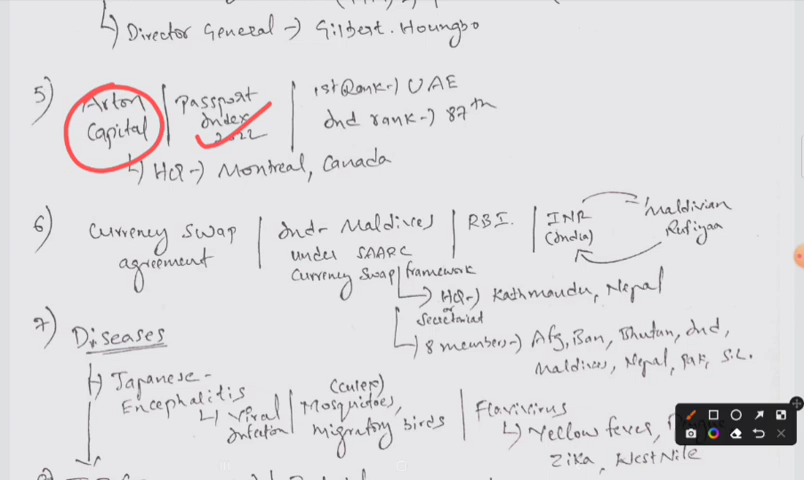 ↳ Director General → Gilbert. Houngbo
5) Arton Capital | Passport Index 2022 | 1st Rank → UAE
Ind rank → 87th
↳ HQ → Montreal, Canada
6) Currency Swap agreement | Ind - Maldives under SAARC Currency Swap framework | RBI. | INR (India) → Maldivian Rufiyaa
↳ HQ or Secretariat → Kathmandu, Nepal
↳ 8 members → Afg, Ban, Bhutan, Ind,
Maldives, Nepal, Pak, S.L.
7) Diseases
↳ Japanese - Encephalitis
↳ Viral Infection | (Culex) Mosquitoes, migratory birds | Flavivirus
↳ Yellow fever,
Zika, West Nile